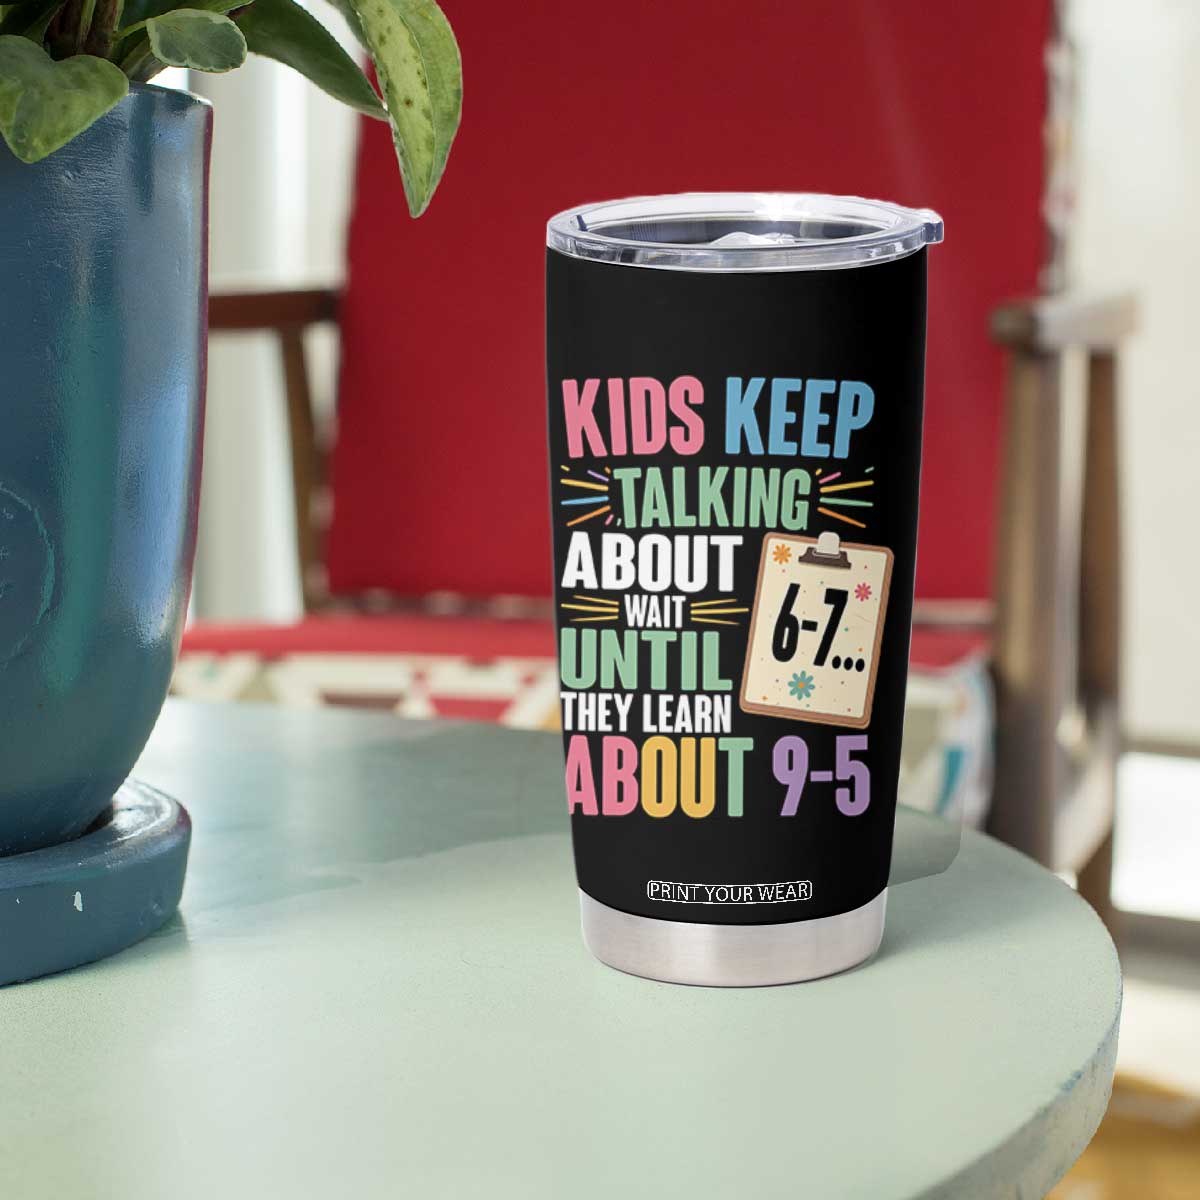 KIDS KEEP
TALKING
ABOUT
6-7...
WAIT
UNTIL
THEY LEARN
ABOUT 9-5
PRINT YOUR WEAR